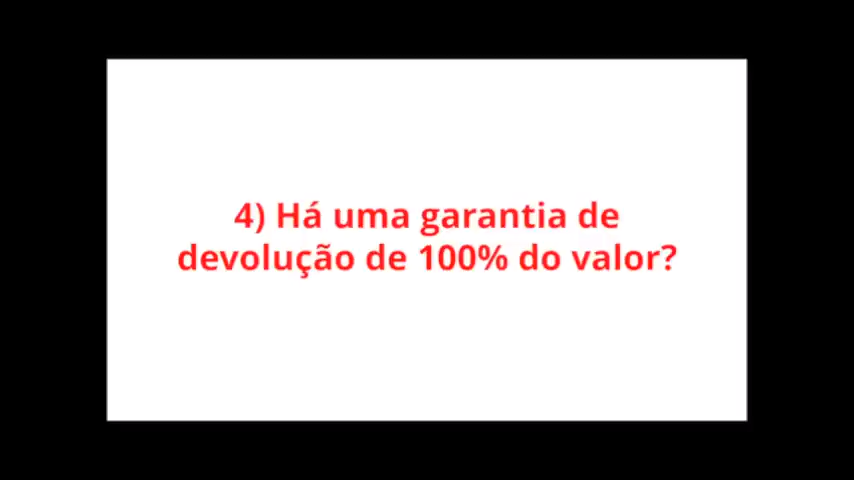 4) Há uma garantia de
devolução de 100% do valor?